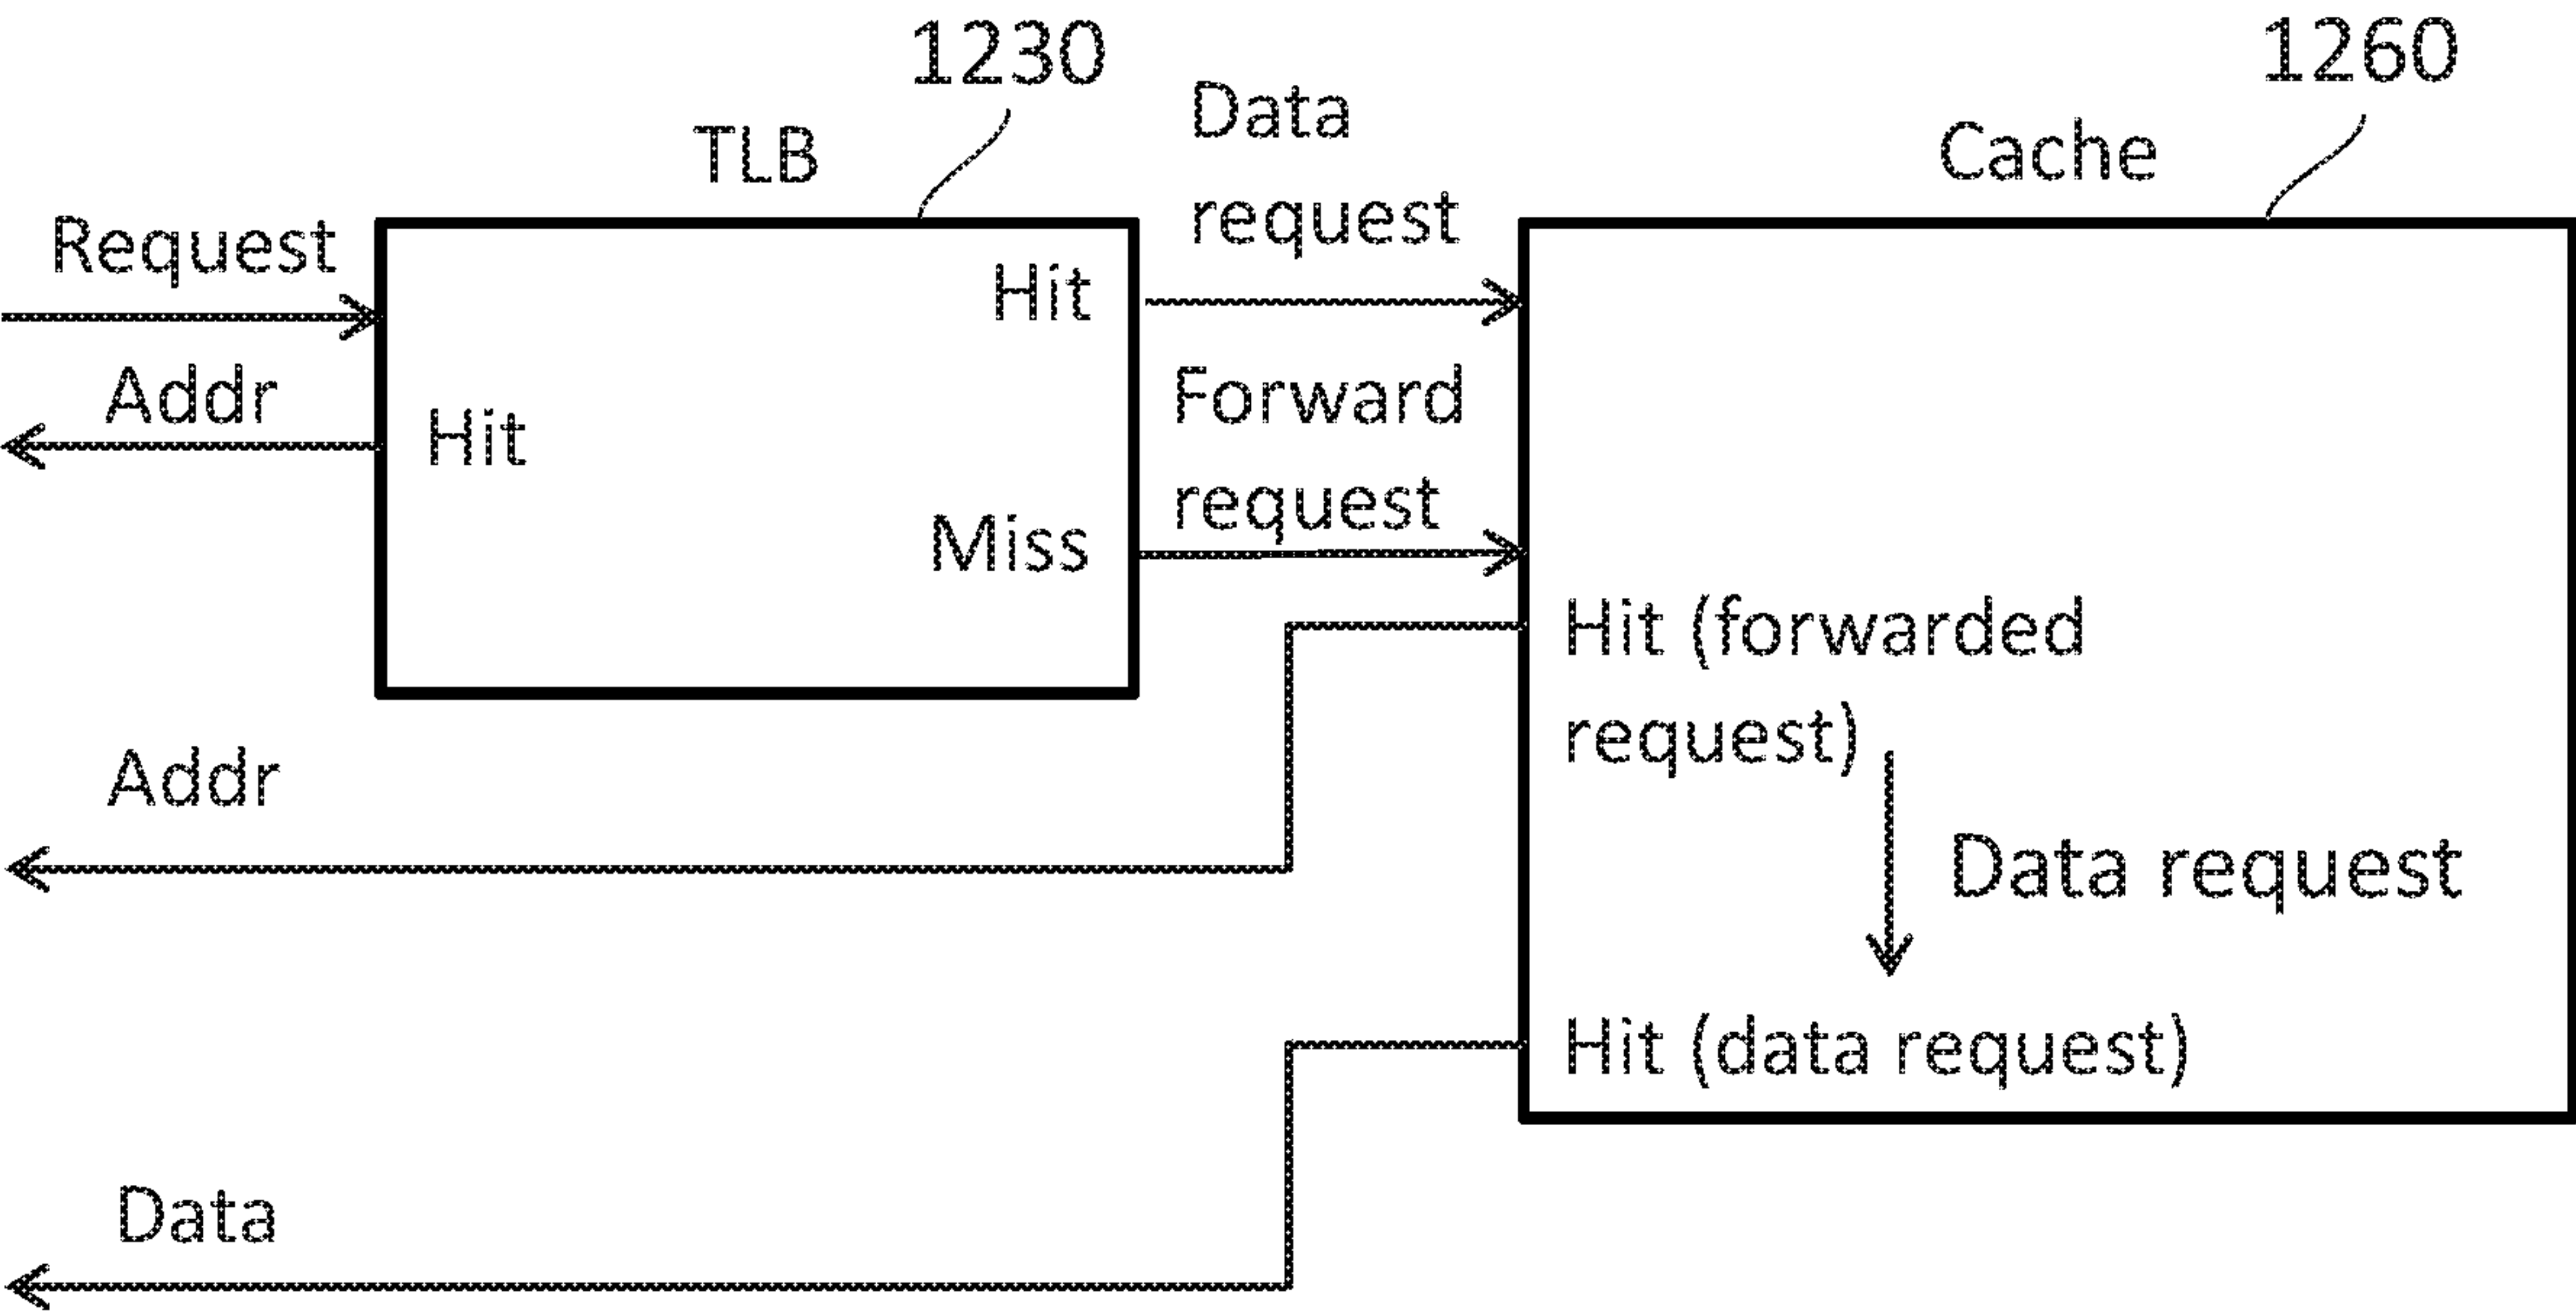 1230
1260
TLB
Data
request
Cache
Request
Hit
Addr
Hit
Forward
request
Miss
Hit (forwarded
request)
Addr
Data request
Hit (data request)
Data